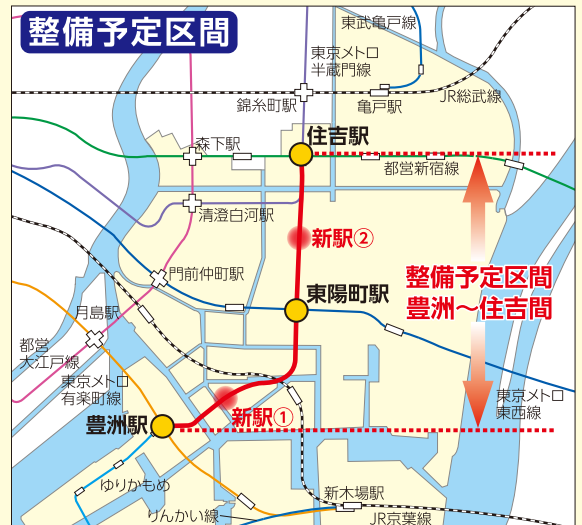 整備予定区間
東武亀戸線
東京メトロ
半蔵門線
錦糸町駅
亀戸駅
JR総武線
森下駅
住吉駅
都営新宿線
清澄白河駅
新駅②
整備予定区間
豊洲～住吉間
門前仲町駅
東陽町駅
月島駅
都営
大江戸線
東京メトロ
有楽町線
東京メトロ
東西線
豊洲駅
新駅①
ゆりかもめ
りんかい線
新木場駅
JR京葉線